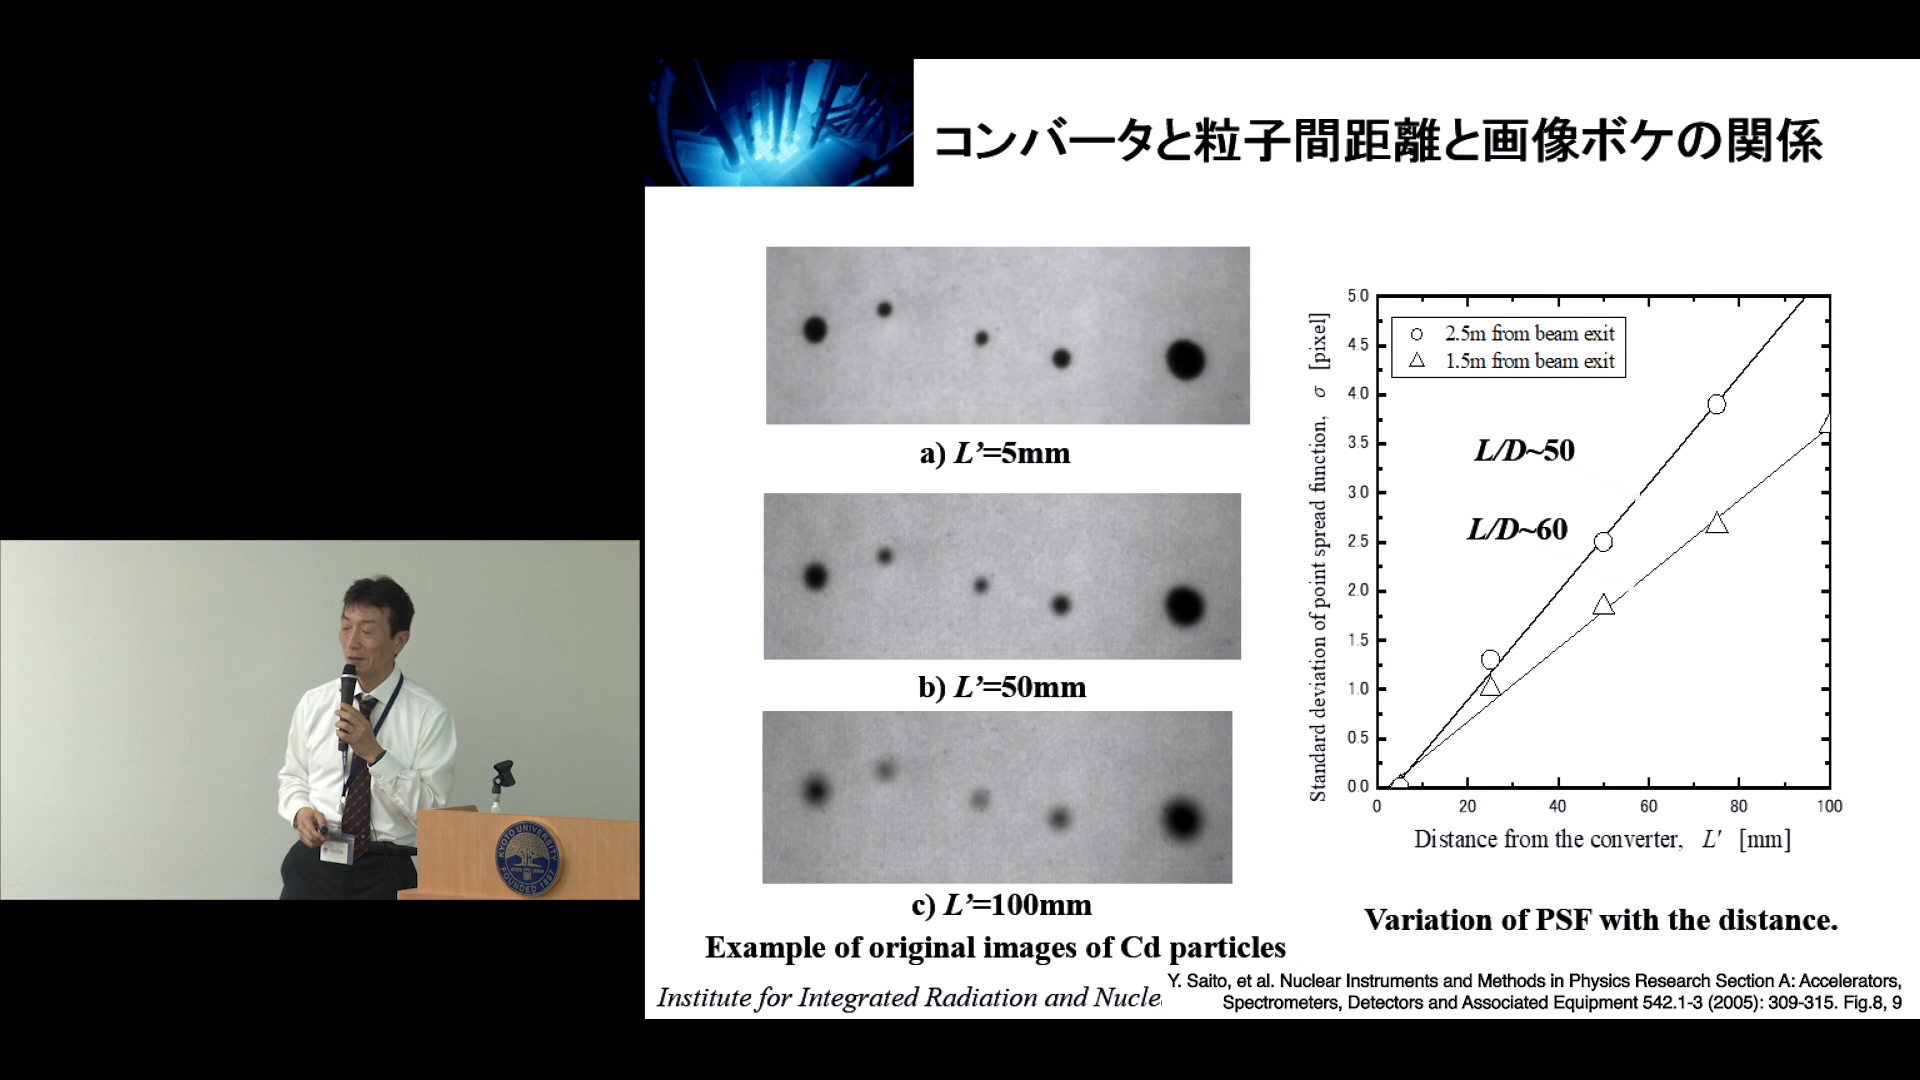 コンバータと粒子間距離と画像ボケの関係
a) L’=5mm
b) L’=50mm
c) L’=100mm
Example of original images of Cd particles
Standard deviation of point spread function, σ [pixel]
5.0
4.5
4.0
3.5
3.0
2.5
2.0
1.5
1.0
0.5
0.0
2.5m from beam exit
1.5m from beam exit
L/D~50
L/D~60
0 20 40 60 80 100
Distance from the converter, L' [mm]
Variation of PSF with the distance.
Institute for Integrated Radiation and Nucle
Y. Saito, et al. Nuclear Instruments and Methods in Physics Research Section A: Accelerators,
Spectrometers, Detectors and Associated Equipment 542.1-3 (2005): 309-315. Fig.8, 9
KYOTO UNIVERSITY
FOUNDED 1897